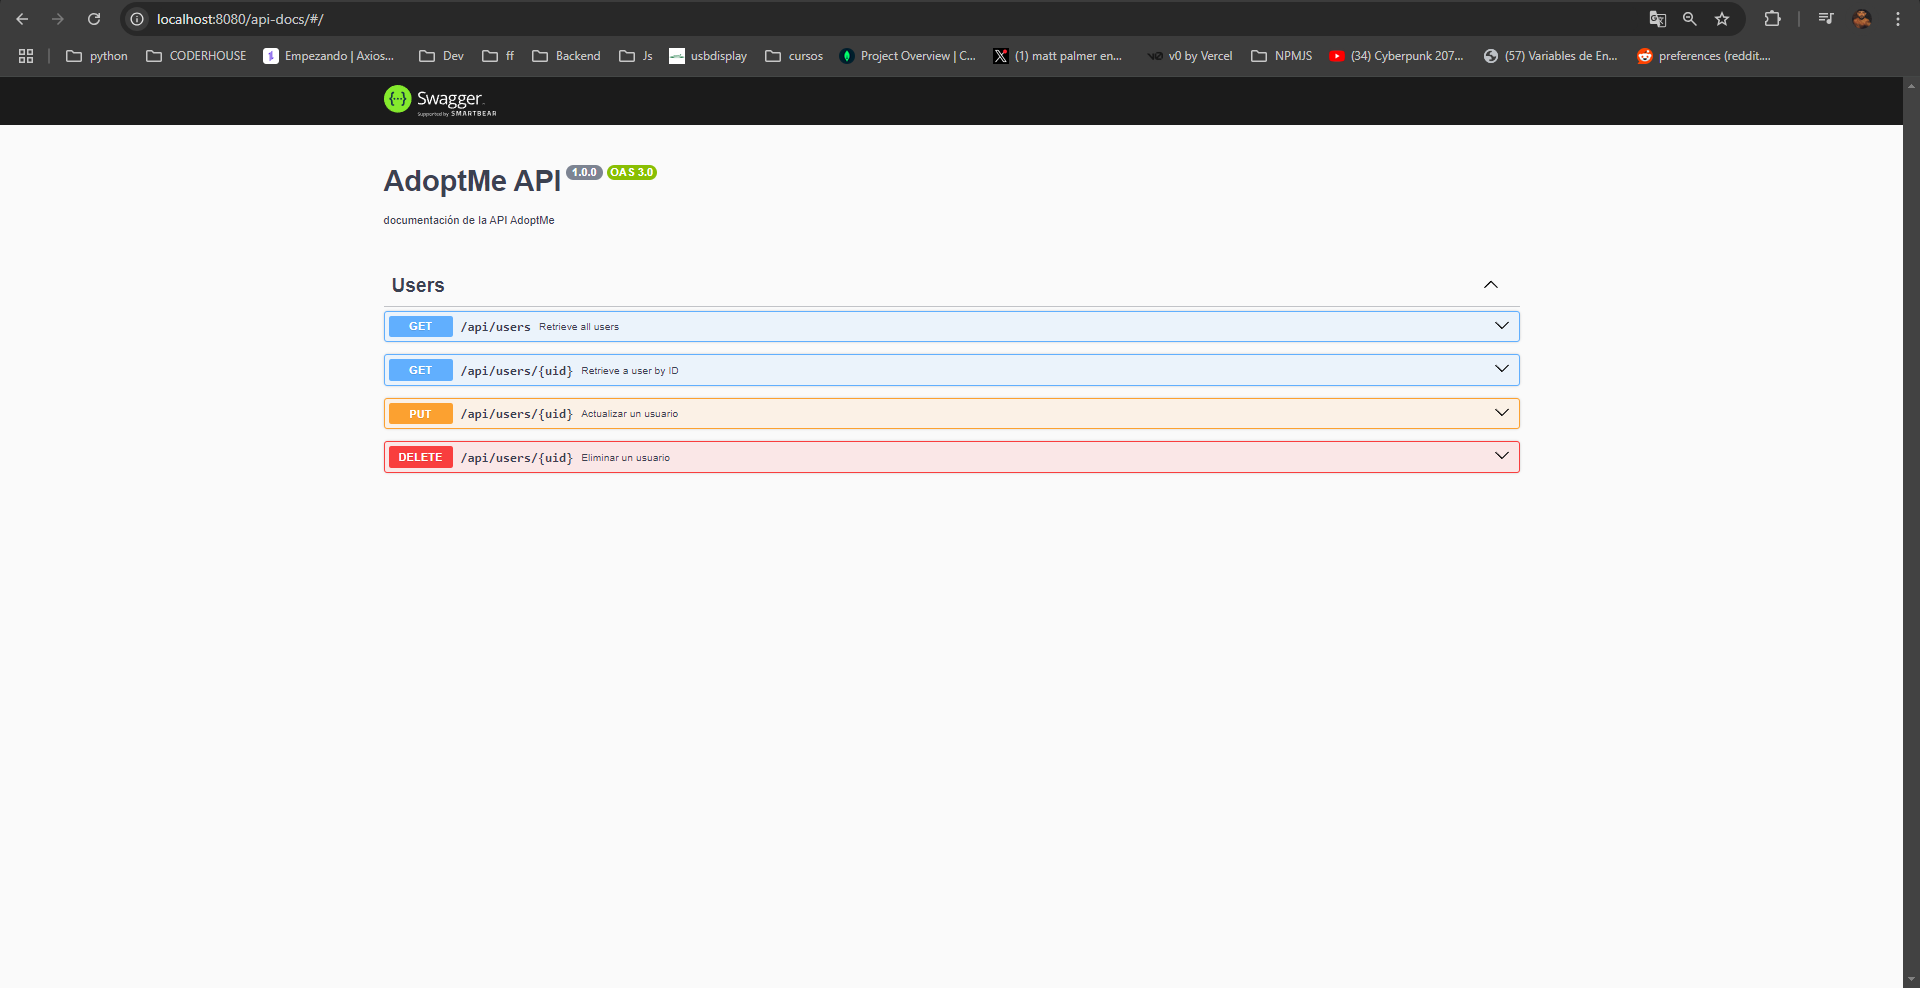 localhost:8080/api-docs/#/
python CODERHOUSE Empezando | Axios... Dev ff Backend Js usbdisplay cursos Project Overview | C... (1) matt palmer en... v0 by Vercel NPMJS (34) Cyberpunk 207... (57) Variables de En... preferences (reddit....
Swagger
Supported by SMARTBEAR
AdoptMe API 1.0.0 OAS 3.0
documentación de la API AdoptMe
Users
GET /api/users Retrieve all users
GET /api/users/{uid} Retrieve a user by ID
PUT /api/users/{uid} Actualizar un usuario
DELETE /api/users/{uid} Eliminar un usuario